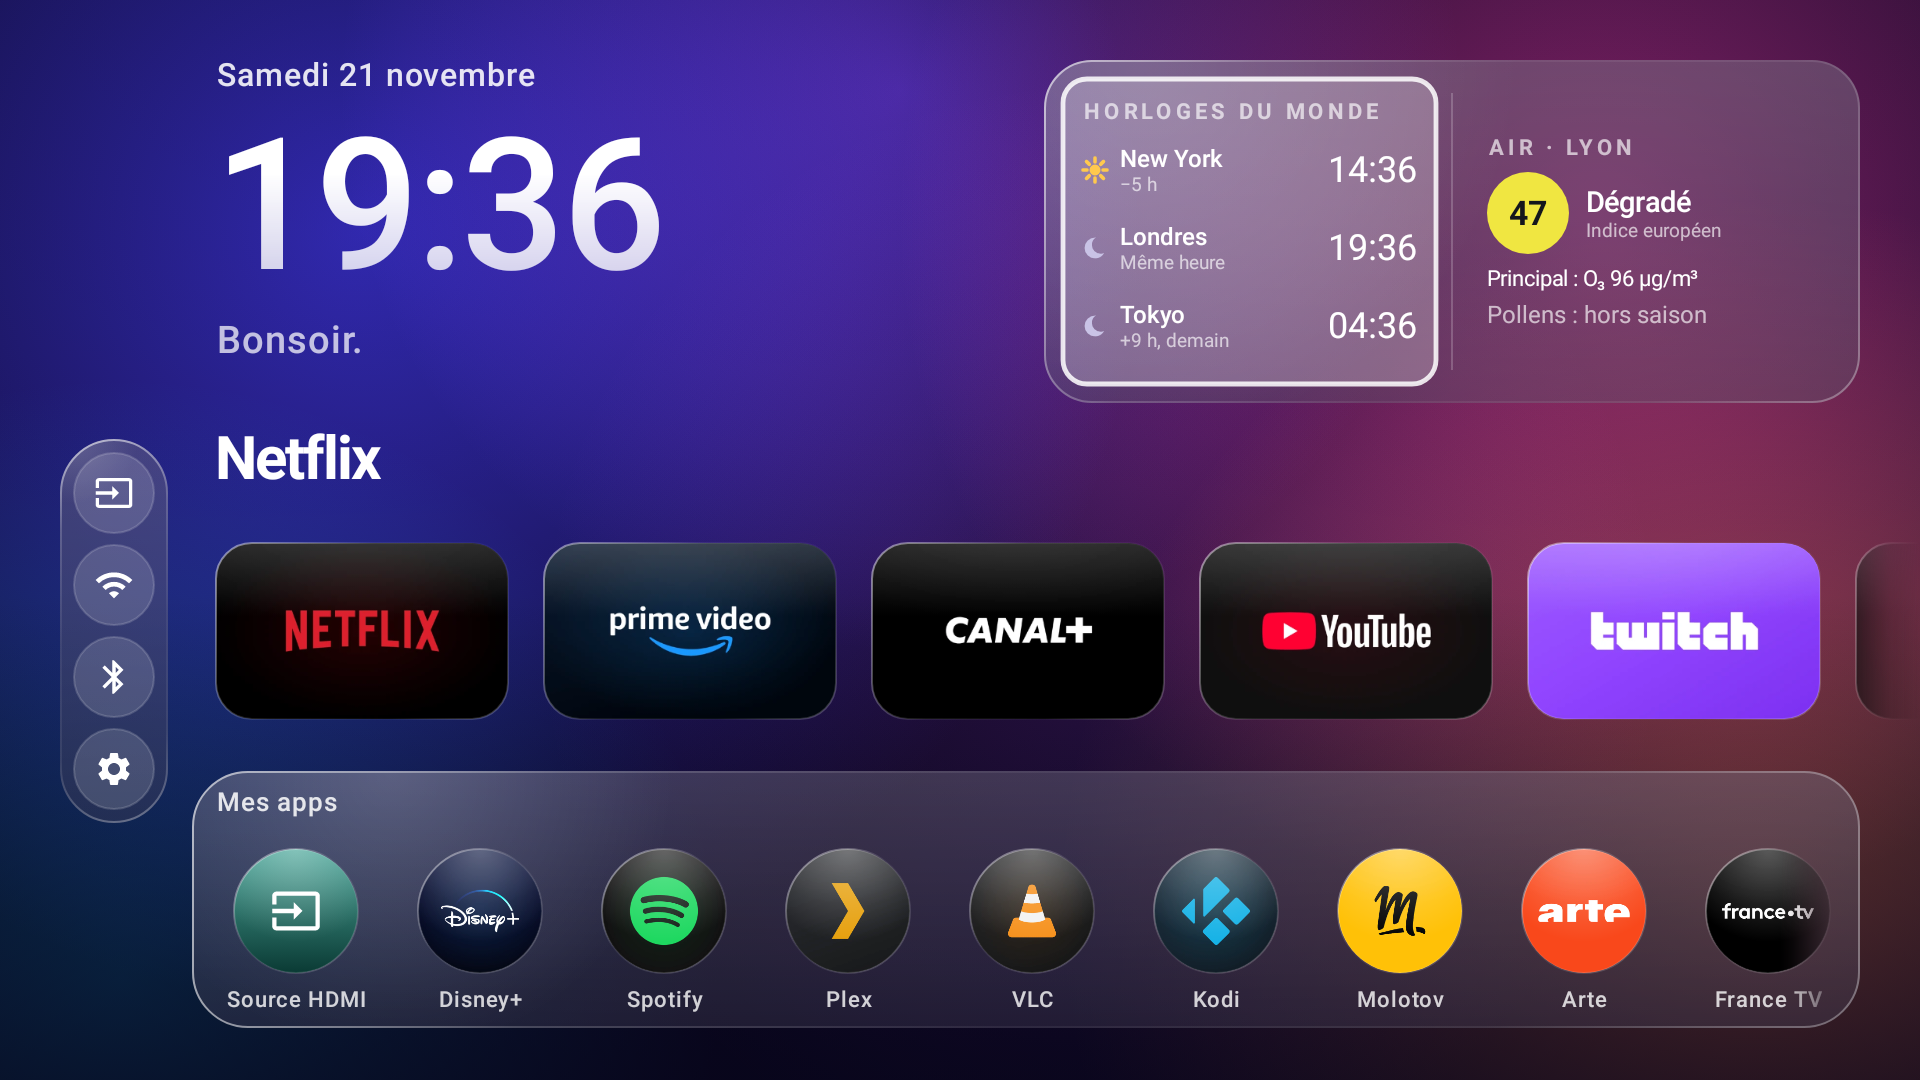 Samedi 21 novembre
19:36
Bonsoir.
HORLOGES DU MONDE
New York
−5 h
14:36
Londres
Même heure
19:36
Tokyo
+9 h, demain
04:36
AIR · LYON
47
Dégradé
Indice européen
Principal : O₃ 96 µg/m³
Pollens : hors saison
Netflix
NETFLIX
prime video
CANAL+
YouTube
twitch
Mes apps
Disney+
M.
arte
france•tv
Source HDMI
Disney+
Spotify
Plex
VLC
Kodi
Molotov
Arte
France TV